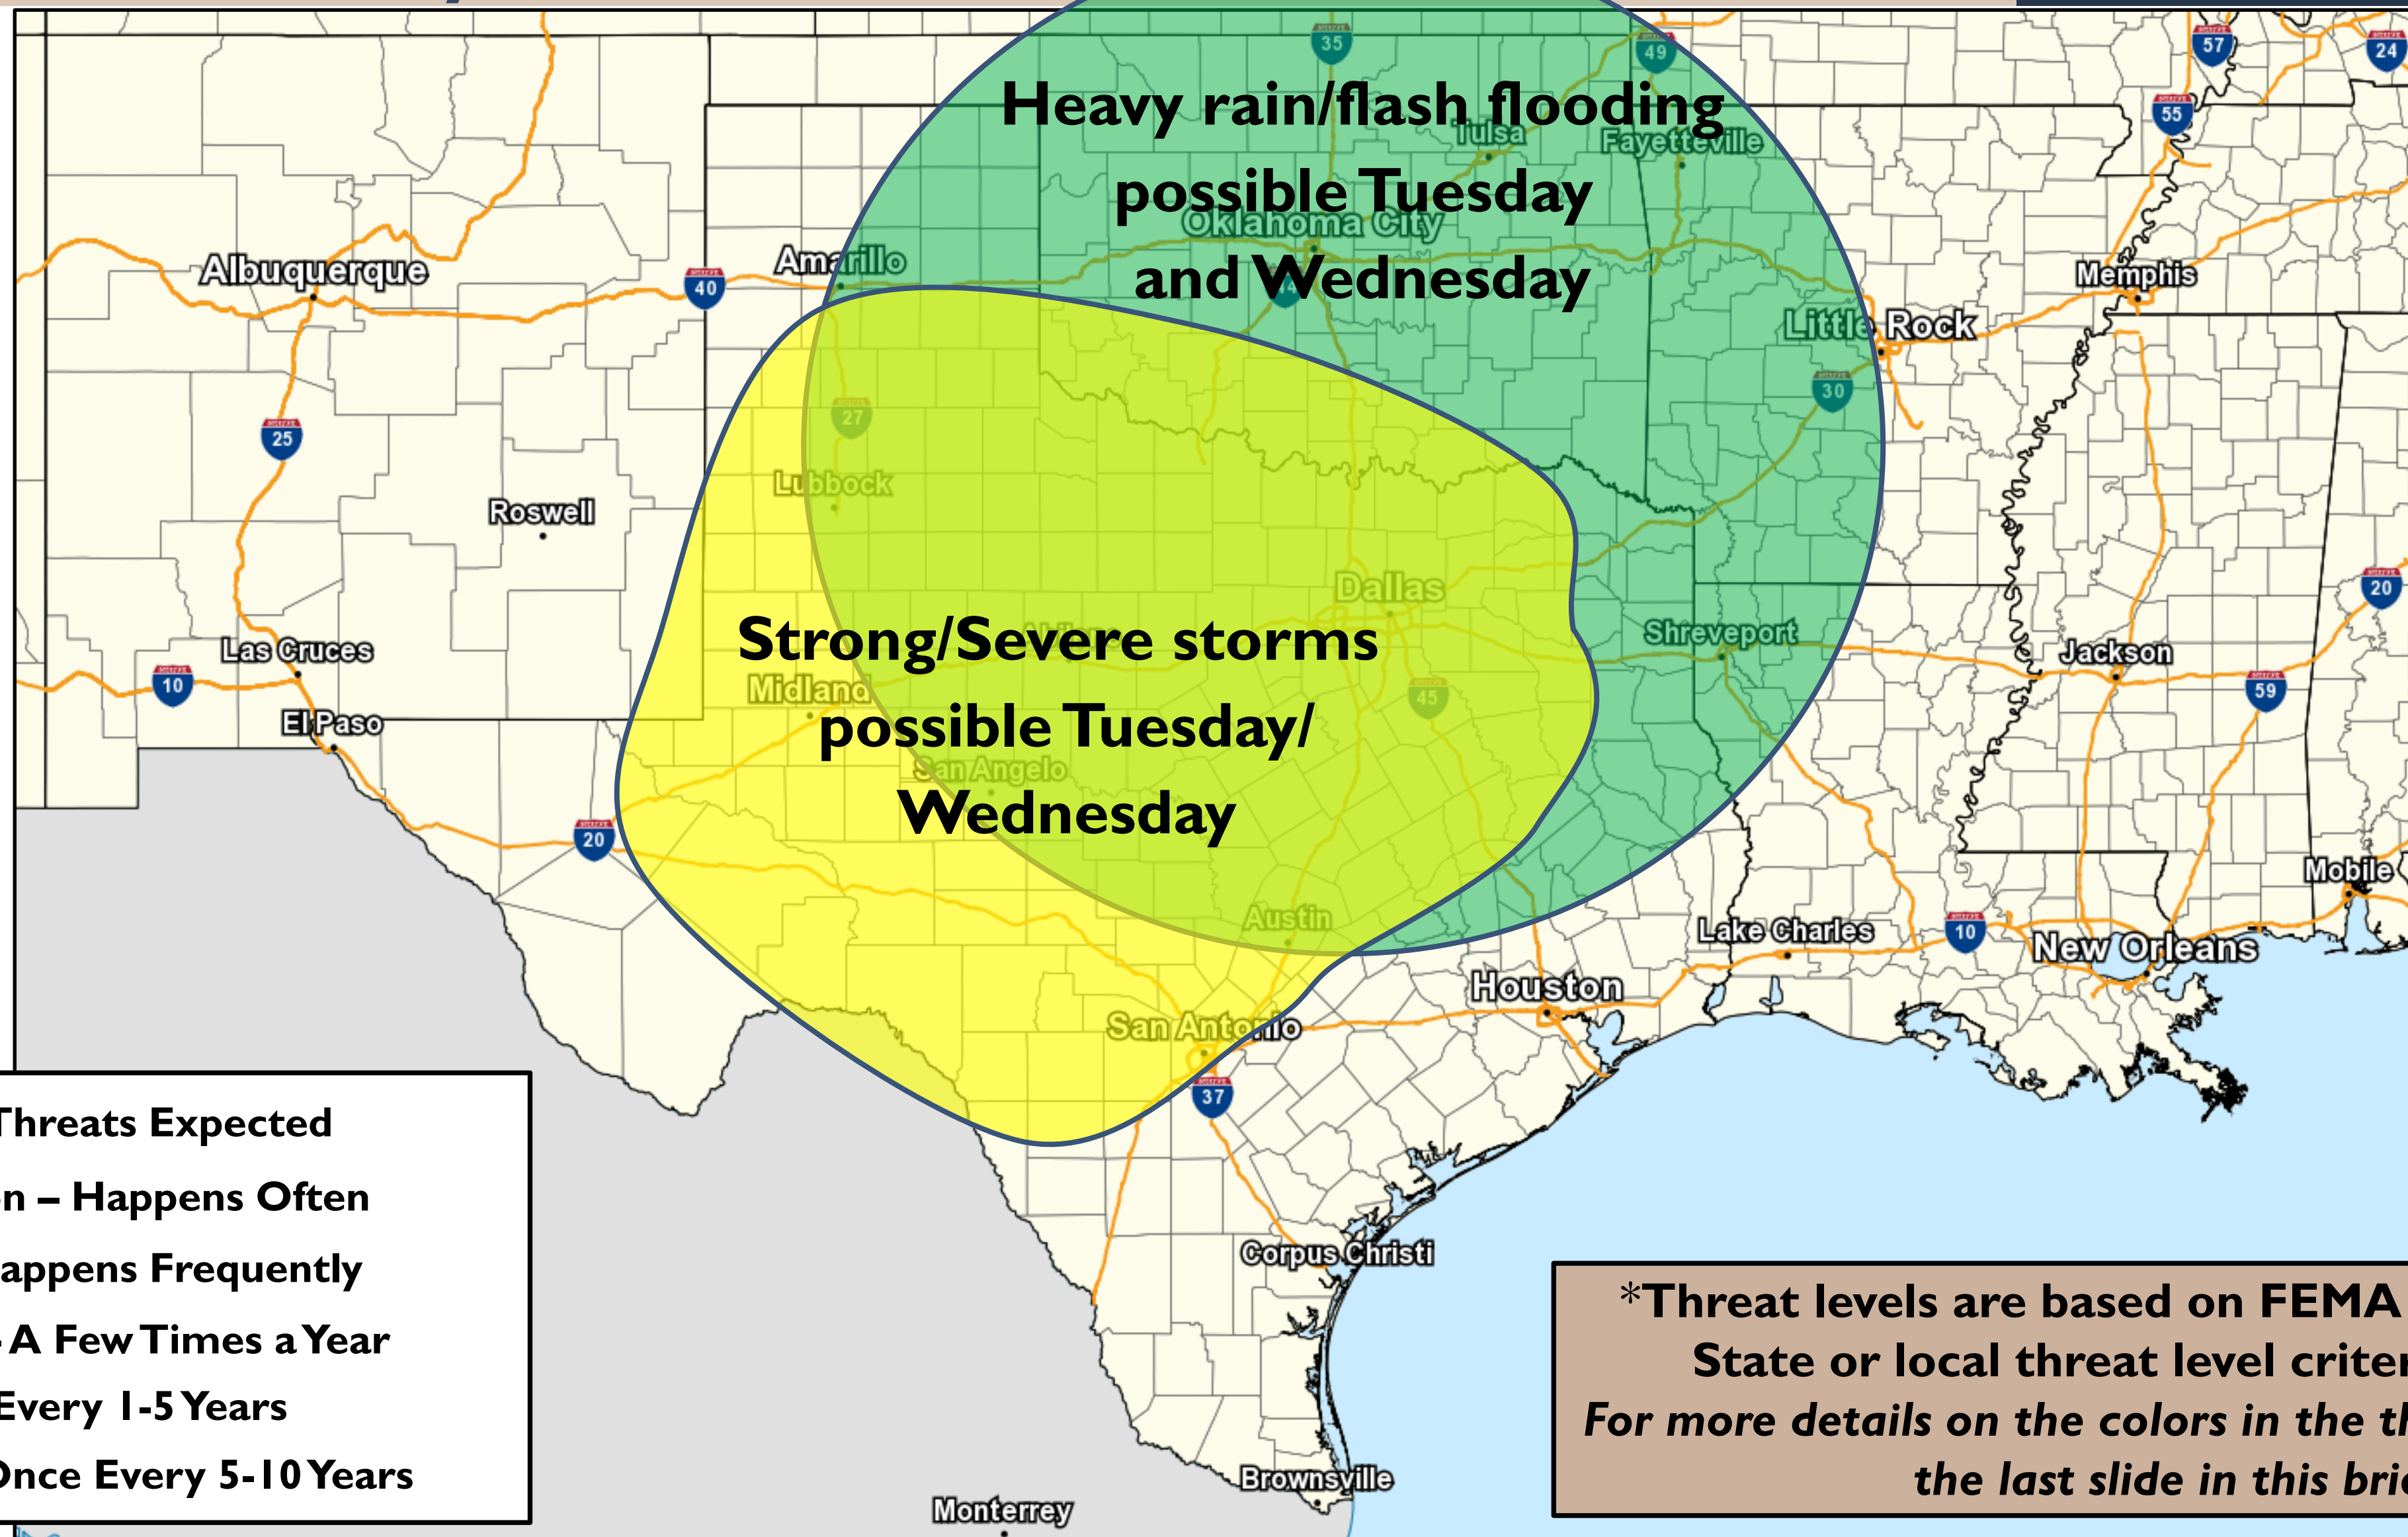 35
49
57
24
55
Heavy rain/flash flooding
Tulsa
Fayetteville
possible Tuesday
Oklahoma City
and Wednesday
Albuquerque
Amarillo
40
Memphis
Little Rock
30
27
25
Lubbock
Roswell
Dallas
20
Strong/Severe storms
Shreveport
Las Cruces
Jackson
10
Midland
45
59
El Paso
possible Tuesday/
San Angelo
Wednesday
20
Mobile
Austin
Lake Charles
10
New Orleans
Houston
San Antonio
37
Threats Expected
n – Happens Often
Corpus Christi
appens Frequently
- A Few Times a Year
Every 1-5 Years
Once Every 5-10 Years
Brownsville
Monterrey
*Threat levels are based on FEMA
State or local threat level criter
For more details on the colors in the th
the last slide in this brie